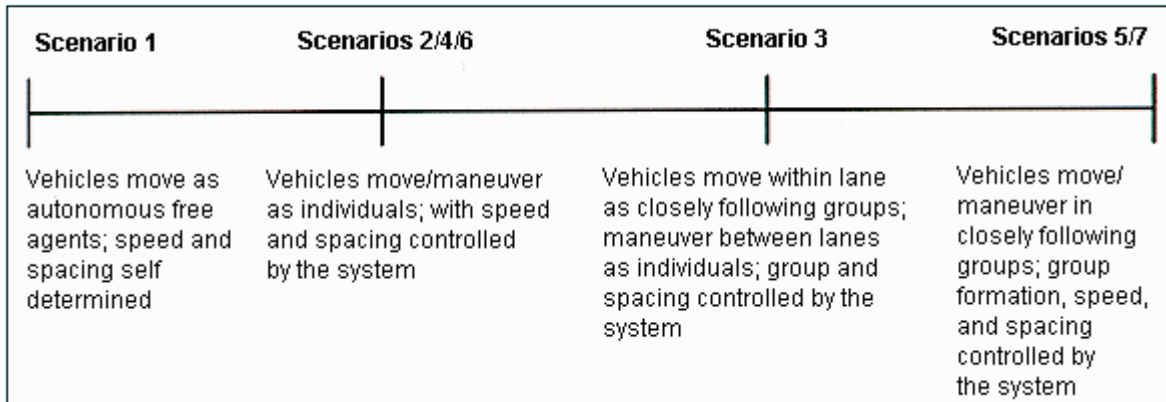 Scenario 1
Scenarios 2/4/6
Scenario 3
Scenarios 5/7
Vehicles move as
autonomous free
agents; speed and
spacing self
determined
Vehicles move/maneuver
as individuals; with speed
and spacing controlled
by the system
Vehicles move within lane
as closely following groups;
maneuver between lanes
as individuals; group and
spacing controlled by the
system
Vehicles move/
maneuver in
closely following
groups; group
formation, speed,
and spacing
controlled by
the system